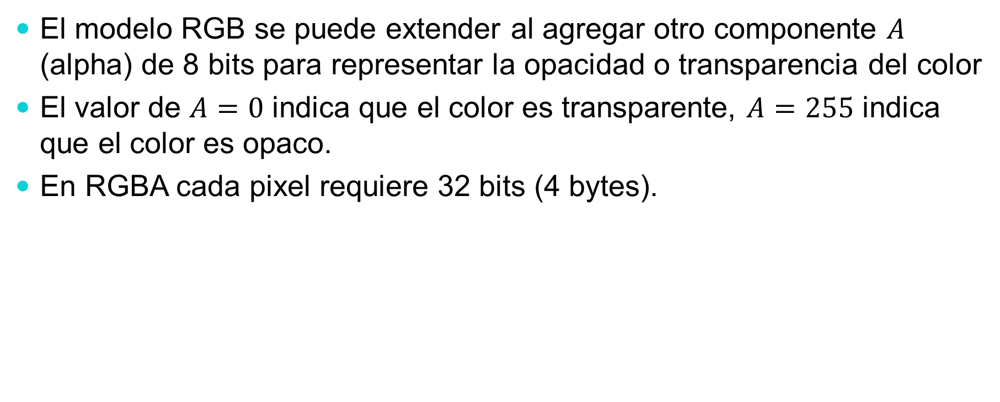 • El modelo RGB se puede extender al agregar otro componente A
(alpha) de 8 bits para representar la opacidad o transparencia del color
• El valor de A = 0 indica que el color es transparente, A = 255 indica
que el color es opaco.
• En RGBA cada pixel requiere 32 bits (4 bytes).